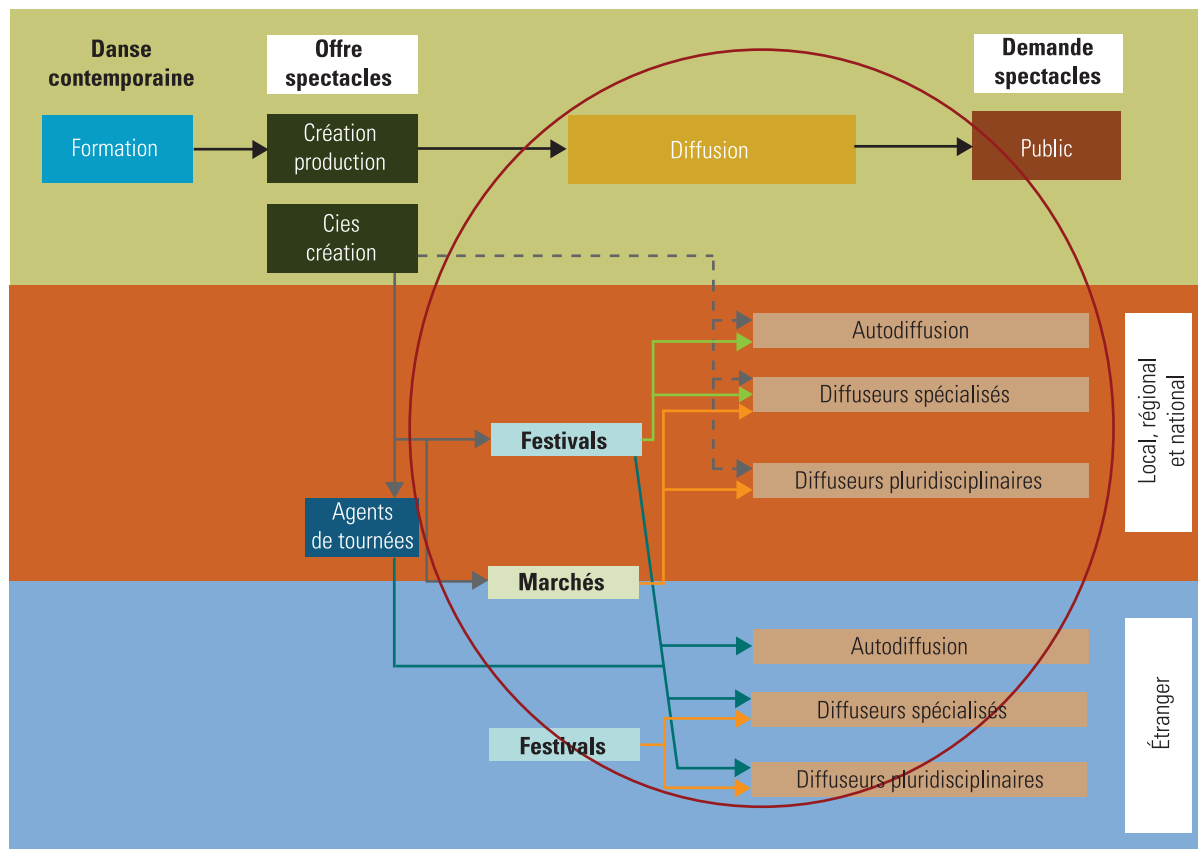 Danse
contemporaine
Offre
spectacles
Demande
spectacles
Formation
Création
production
Diffusion
Public
Cies
création
Autodiffusion
Diffuseurs spécialisés
Festivals
Diffuseurs pluridisciplinaires
Agents
de tournées
Marchés
Local, régional
et national
Autodiffusion
Diffuseurs spécialisés
Festivals
Diffuseurs pluridisciplinaires
Étranger